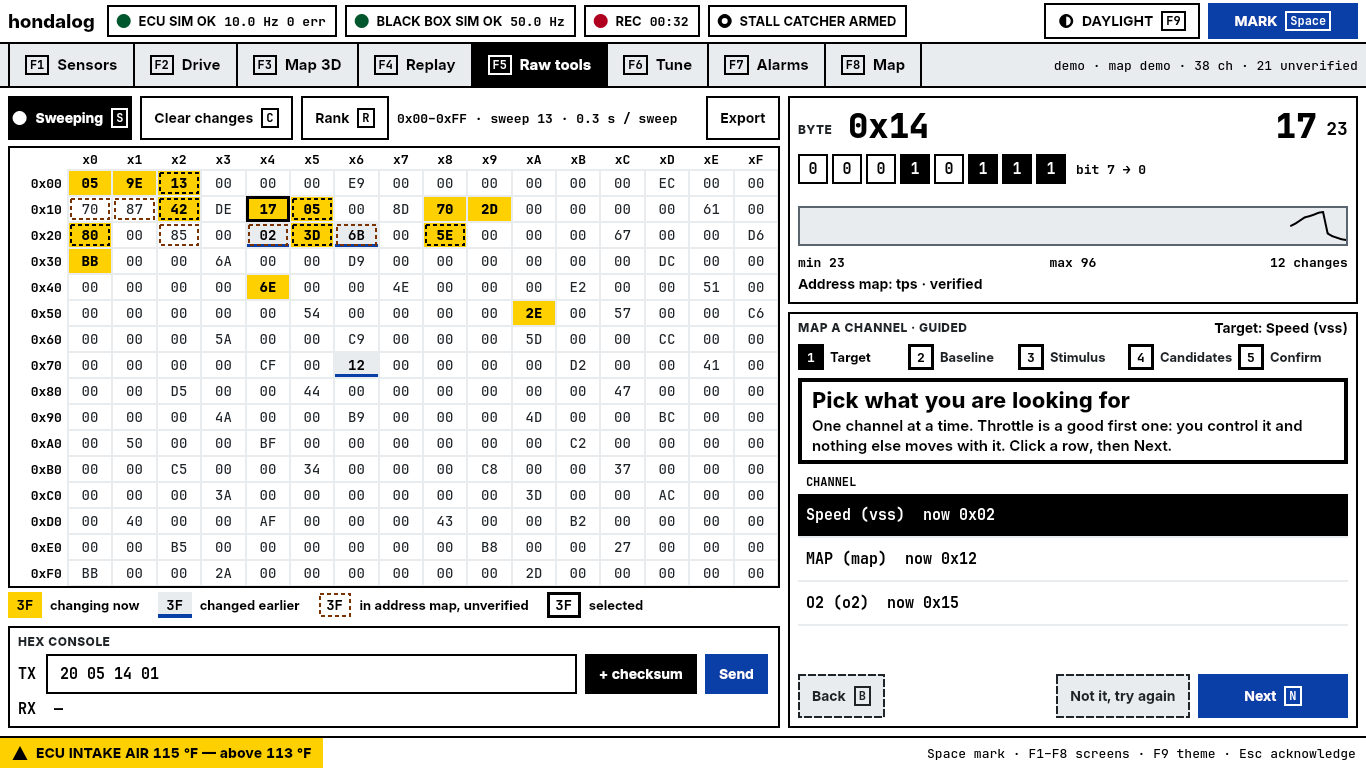 hondalog ECU SIM OK 10.0 Hz 0 err BLACK BOX SIM OK 50.0 Hz REC 00:32 STALL CATCHER ARMED DAYLIGHT F9 MARK Space
F1 Sensors F2 Drive F3 Map 3D F4 Replay F5 Raw tools F6 Tune F7 Alarms F8 Map demo · map demo · 38 ch · 21 unverified
Sweeping S Clear changes C Rank R 0x00–0xFF · sweep 13 · 0.3 s / sweep Export
x0 x1 x2 x3 x4 x5 x6 x7 x8 x9 xA xB xC xD xE xF
0x00 05 9E 13 00 00 00 E9 00 00 00 00 00 00 EC 00 00
0x10 70 87 42 DE 17 05 00 8D 70 2D 00 00 00 00 61 00
0x20 80 00 85 00 02 3D 6B 00 5E 00 00 00 67 00 00 D6
0x30 BB 00 00 6A 00 00 D9 00 00 00 00 00 00 DC 00 00
0x40 00 00 00 00 6E 00 00 4E 00 00 00 E2 00 00 51 00
0x50 00 00 00 00 00 54 00 00 00 00 2E 00 57 00 00 C6
0x60 00 00 00 5A 00 00 C9 00 00 00 5D 00 00 CC 00 00
0x70 00 00 00 00 CF 00 12 00 00 00 00 D2 00 00 41 00
0x80 00 00 D5 00 00 44 00 00 00 00 00 00 47 00 00 00
0x90 00 00 00 4A 00 00 B9 00 00 00 4D 00 00 BC 00 00
0xA0 00 50 00 00 BF 00 00 00 00 00 00 C2 00 00 00 00
0xB0 00 00 C5 00 00 34 00 00 00 C8 00 00 37 00 00 00
0xC0 00 00 00 3A 00 00 00 00 00 00 3D 00 00 AC 00 00
0xD0 00 40 00 00 AF 00 00 00 43 00 00 B2 00 00 00 00
0xE0 00 00 B5 00 00 00 00 00 00 B8 00 00 27 00 00 00
0xF0 BB 00 00 2A 00 00 00 00 00 00 2D 00 00 00 00 00
3F changing now 3F changed earlier 3F in address map, unverified 3F selected
HEX CONSOLE
TX 20 05 14 01 + checksum Send
RX —
BYTE 0x14 17 23
0 0 0 1 0 1 1 1 bit 7 → 0
min 23 max 96 12 changes
Address map: tps · verified
MAP A CHANNEL · GUIDED Target: Speed (vss)
1 Target 2 Baseline 3 Stimulus 4 Candidates 5 Confirm
Pick what you are looking for
One channel at a time. Throttle is a good first one: you control it and
nothing else moves with it. Click a row, then Next.
CHANNEL
Speed (vss) now 0x02
MAP (map) now 0x12
O2 (o2) now 0x15
Back B Not it, try again Next N
ECU INTAKE AIR 115 °F — above 113 °F Space mark · F1–F8 screens · F9 theme · Esc acknowledge